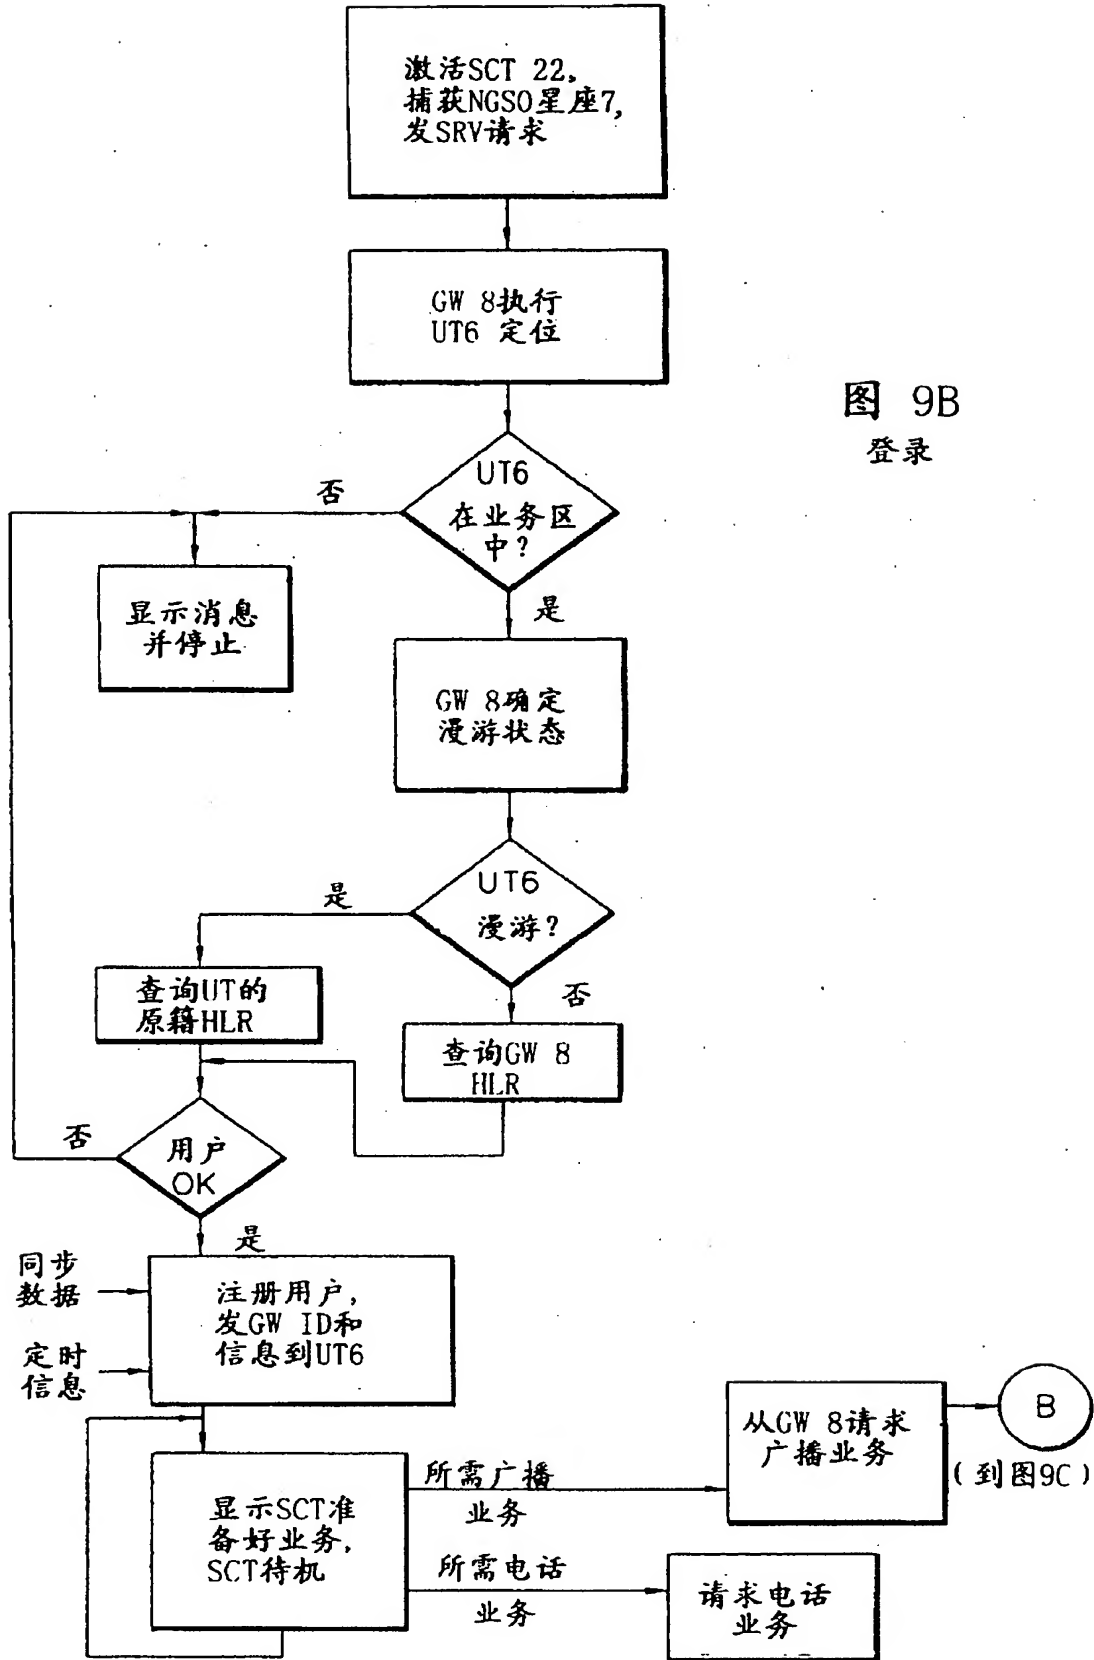 激活SCT 22,
捕获NGSO星座7,
发SRV请求
GW 8执行
UT6 定位
图 9B
登录
UT6
在业务区
中?
否
是
显示消息
并停止
GW 8确定
漫游状态
UT6
漫游?
是
否
查询UT的
原籍HLR
查询GW 8
HLR
用户
OK
否
是
同步
数据
定时
信息
注册用户,
发GW ID和
信息到UT6
显示SCT准
备好业务,
SCT待机
所需广播
业务
从GW 8请求
广播业务
B
(到图9C)
所需电话
业务
请求电话
业务